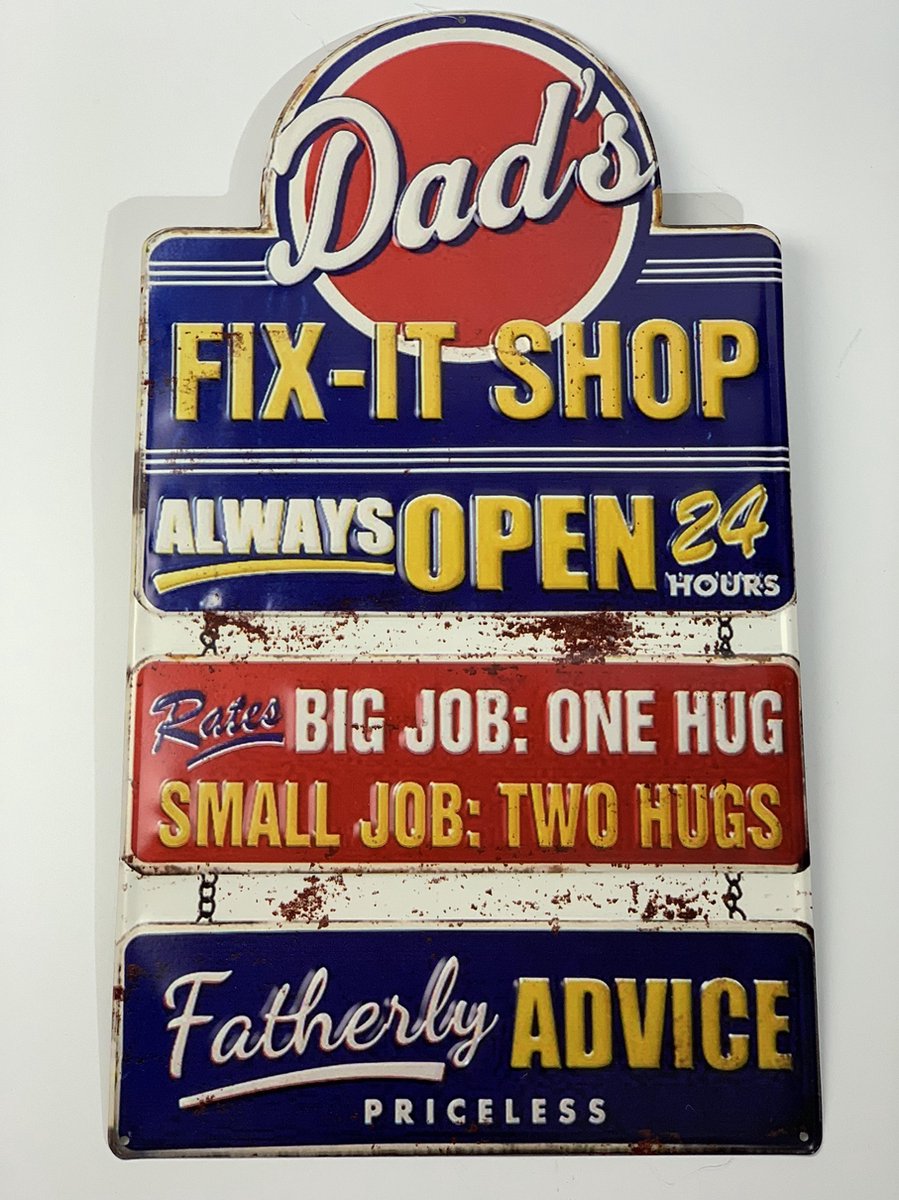 Dad's
FIX-IT SHOP
ALWAYS OPEN 24 HOURS
Rates BIG JOB: ONE HUG
SMALL JOB: TWO HUGS
Fatherly ADVICE
PRICELESS